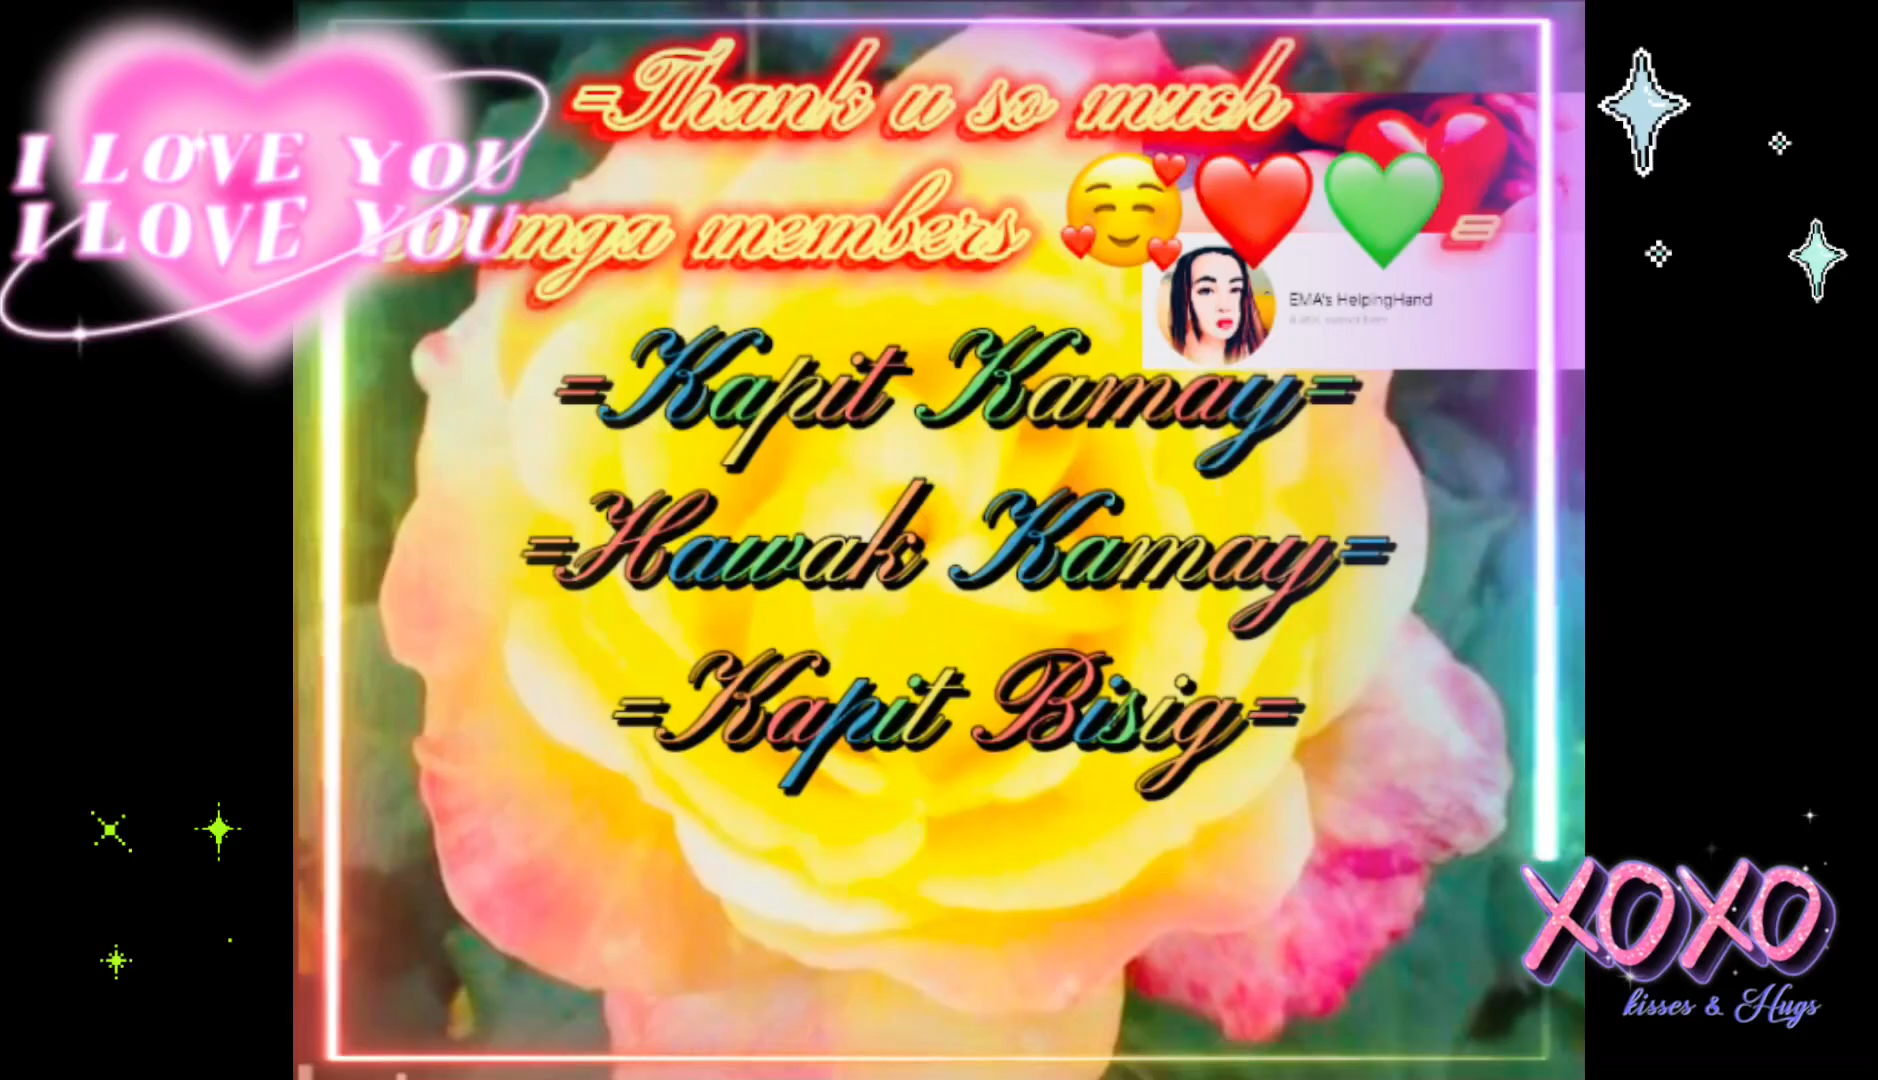 I LOVE YOU
I LOVE YOU
=Thank u so much
mga members 🥰❤️💚=
EMA's HelpingHand
=Kapit Kamay=
=Hawak Kamay=
=Kapit Bisig=
XOXO
kisses & Hugs